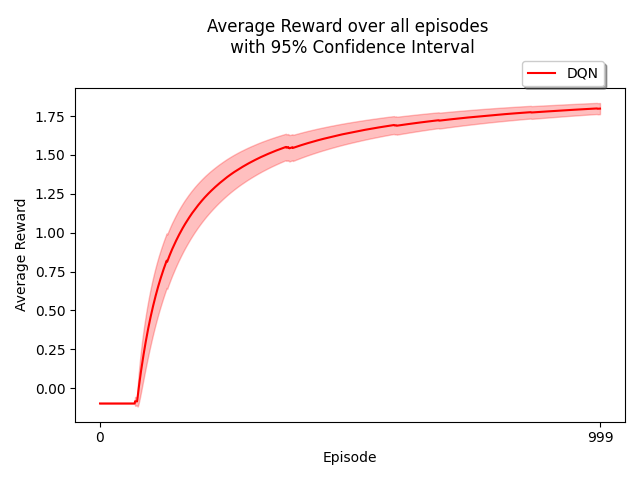 Average Reward over all episodes
with 95% Confidence Interval
DQN
1.75
1.50
1.25
1.00
0.75
0.50
0.25
0.00
Average Reward
0
999
Episode